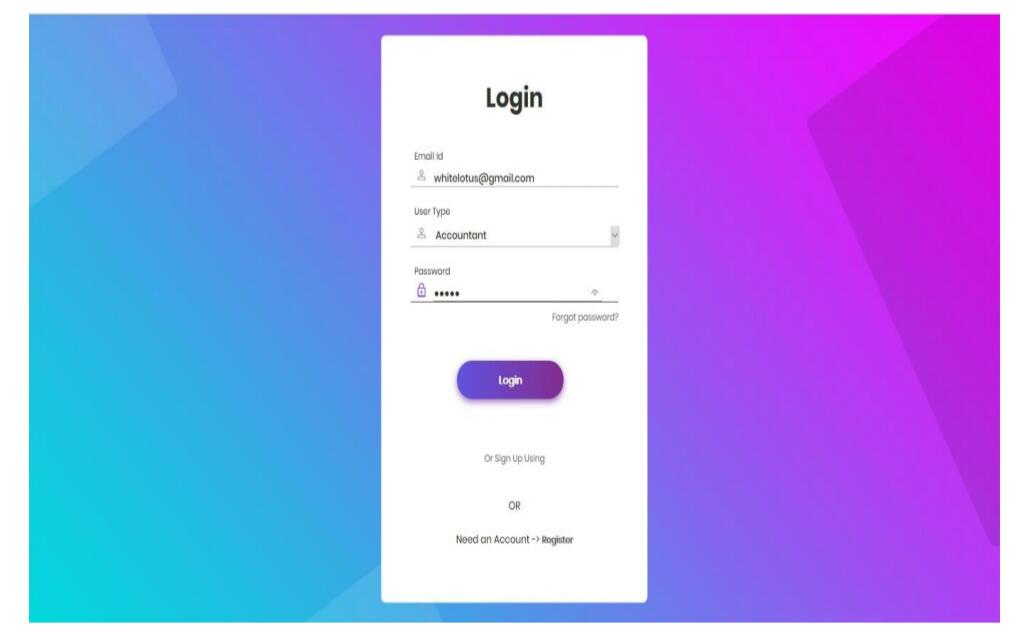 Login
Email Id
whitelotus@gmail.com
User Type
Accountant
Password
•••••
Forgot password?
Login
Or Sign Up Using
OR
Need an Account -> Register